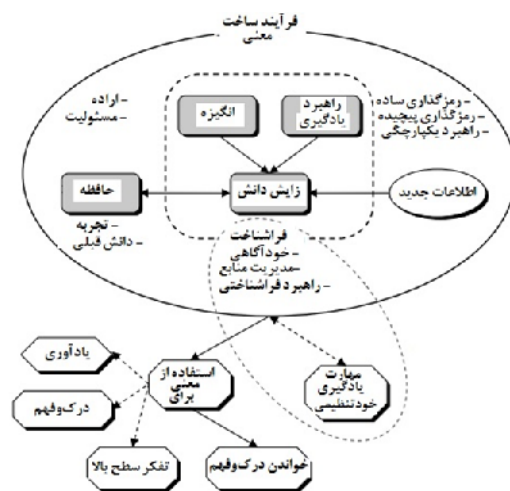 فرآیند ساخت
معنی
- اراده
- مسئولیت
انگیزه
راهبرد
یادگیری
- رمزگذاری ساده
- رمزگذاری پیچیده
- راهبرد یکپارچگی
حافظه
زایش دانش
اطلاعات جدید
- تجربه
- دانش قبلی
فراشناخت
- خودآگاهی
- مدیریت منابع
- راهبرد فراشناختی
یادآوری
درک‌وفهم
تفکر سطح بالا
استفاده از
معنی
برای
خواندن درک‌وفهم
مهارت
یادگیری
خودتنظیمی